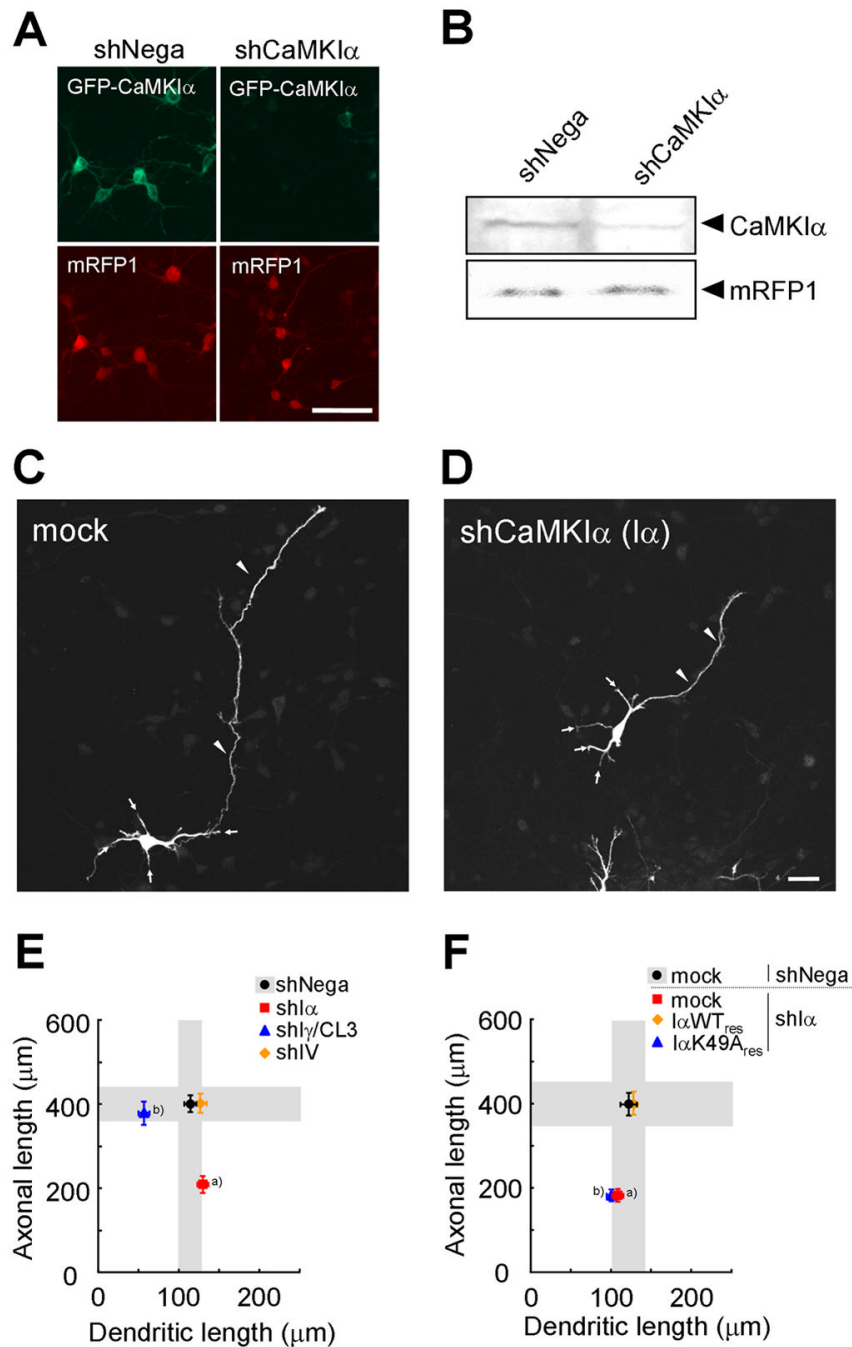 A
shNega
shCaMKIα
GFP-CaMKIα
GFP-CaMKIα
mRFP1
mRFP1
B
shNega
shCaMKIα
CaMKIα
mRFP1
C
mock
D
shCaMKIα (Iα)
E
shNega
shIα
shIγ/CL3
shIV
Axonal length (μm)
600
400
200
0
b)
a)
0 100 200
Dendritic length (μm)
F
mock shNega
mock
IαWTres
IαK49Ares
shIα
Axonal length (μm)
600
400
200
0
b) a)
0 100 200
Dendritic length (μm)